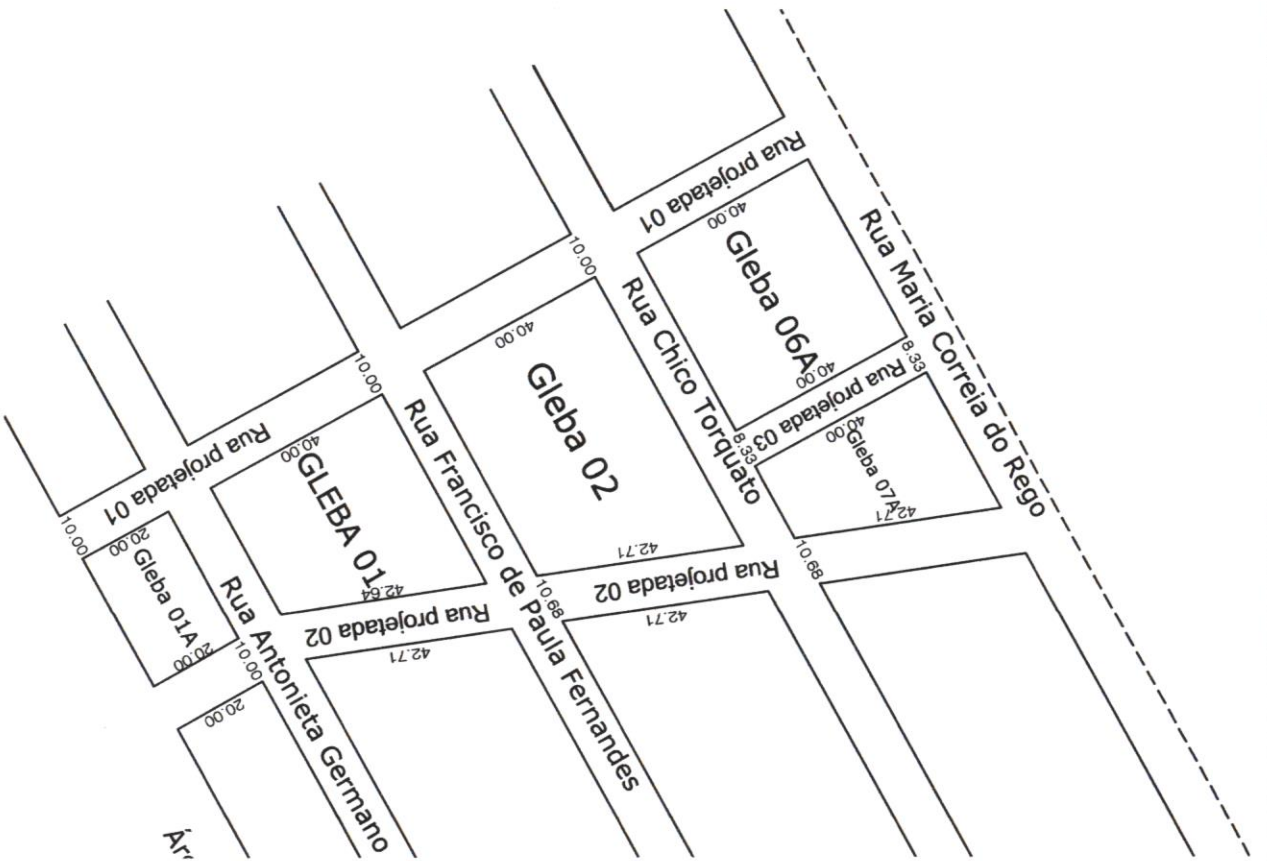 Rua projetada 01
40.00
Gleba 06A
40.00
Rua Maria Correia do Rego
10.00
40.00
Gleba 02
42.71
Rua Chico Torquato
8.33
8.33
Rua projetada 03
40.00
Gleba 07A
42.71
10.68
10.00
Rua projetada 01
40.00
GLEBA 01
42.64
Rua Francisco de Paula Fernandes
10.68
Rua projetada 02
42.71
Rua projetada 02
42.71
10.00
20.00
Gleba 01A
20.00
10.00
Rua Antonieta Germano
20.00